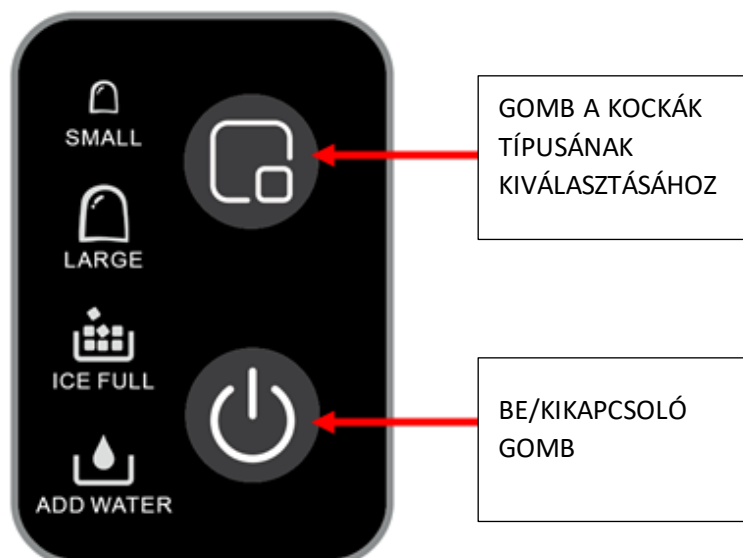 SMALL
LARGE
ICE FULL
ADD WATER
GOMB A KOCKÁK
TÍPUSÁNAK
KIVÁLASZTÁSÁHOZ
BE/KIKAPCSOLÓ
GOMB